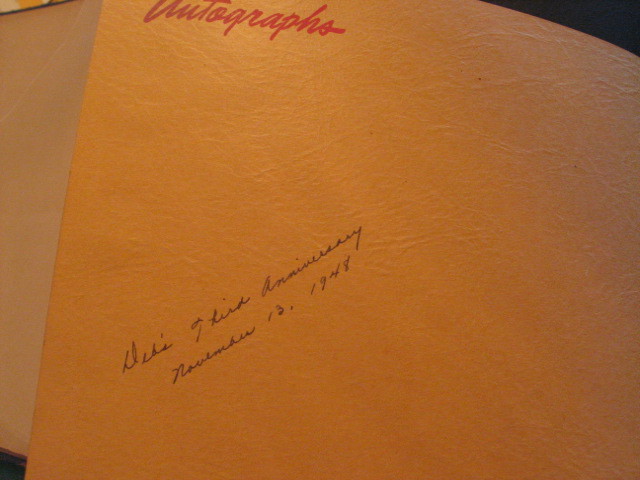 Autographs
Deb's Third Anniversary
November 13, 1948